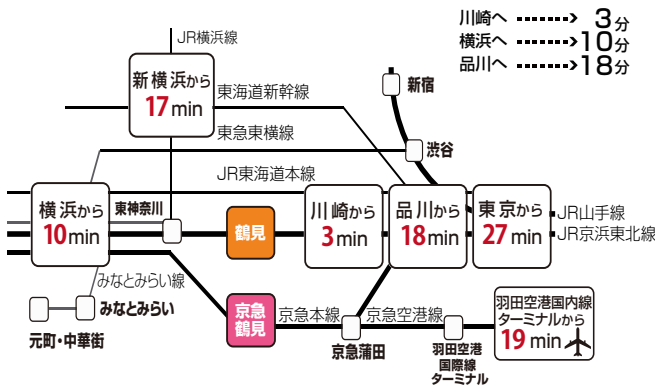 川崎へ ┅┅┅> 3分
横浜へ ┅┅┅>10分
品川へ ┅┅┅>18分
JR横浜線
新横浜から
17min
東海道新幹線
新宿
東急東横線
渋谷
JR東海道本線
横浜から
10min
東神奈川
鶴見
川崎から
3min
品川から
18min
東京から
27min
JR山手線
JR京浜東北線
みなとみらい線
みなとみらい
元町・中華街
京急
鶴見
京急本線
京急蒲田
京急空港線
羽田空港
国際線
ターミナル
羽田空港国内線
ターミナルから
19min